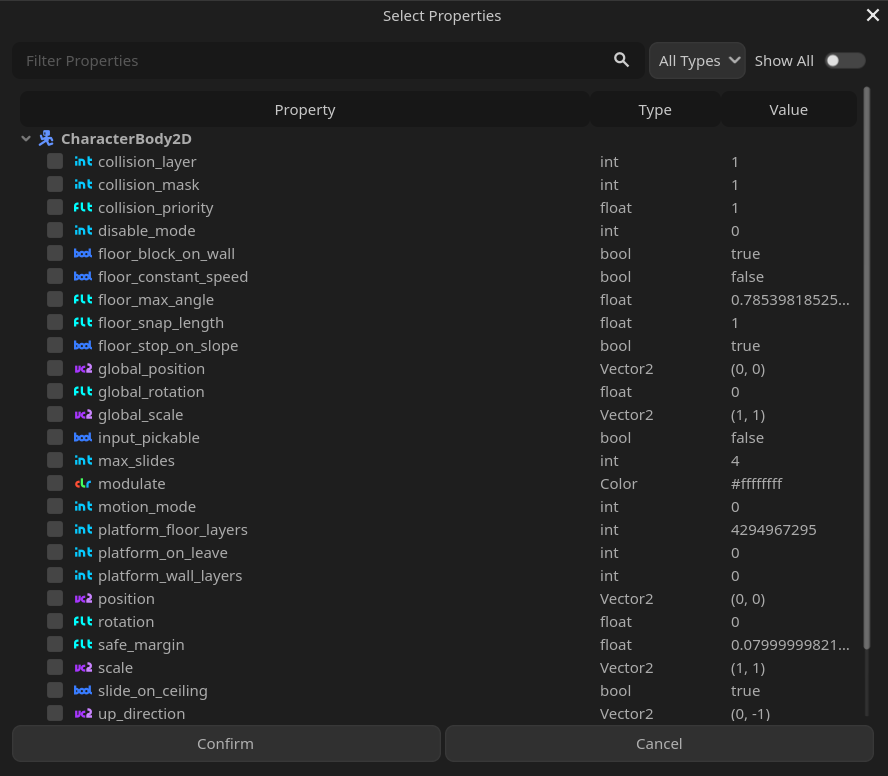 Select Properties
Filter Properties All Types Show All
Property Type Value
CharacterBody2D
int collision_layer int 1
int collision_mask int 1
flt collision_priority float 1
int disable_mode int 0
bool floor_block_on_wall bool true
bool floor_constant_speed bool false
flt floor_max_angle float 0.78539818525...
flt floor_snap_length float 1
bool floor_stop_on_slope bool true
vc2 global_position Vector2 (0, 0)
flt global_rotation float 0
vc2 global_scale Vector2 (1, 1)
bool input_pickable bool false
int max_slides int 4
clr modulate Color #ffffffff
int motion_mode int 0
int platform_floor_layers int 4294967295
int platform_on_leave int 0
int platform_wall_layers int 0
vc2 position Vector2 (0, 0)
flt rotation float 0
flt safe_margin float 0.07999999821...
vc2 scale Vector2 (1, 1)
bool slide_on_ceiling bool true
vc2 up_direction Vector2 (0, -1)
Confirm Cancel